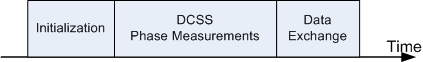 Initialization
DCSS
Phase Measurements
Data
Exchange
Time